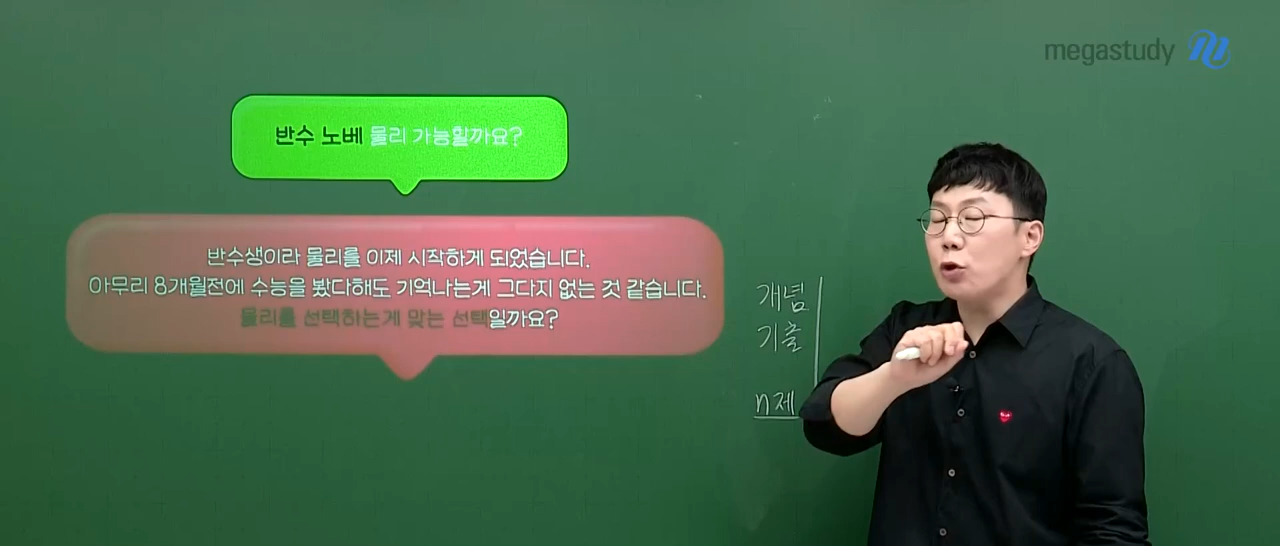 megastudy
반수 노베 물리 가능할까요?
반수생이라 물리를 이제 시작하게 되었습니다.
아무리 8개월전에 수능을 봤다해도 기억나는게 그다지 없는 것 같습니다.
물리를 선택하는게 맞는 선택일까요?
개념
기출
n제